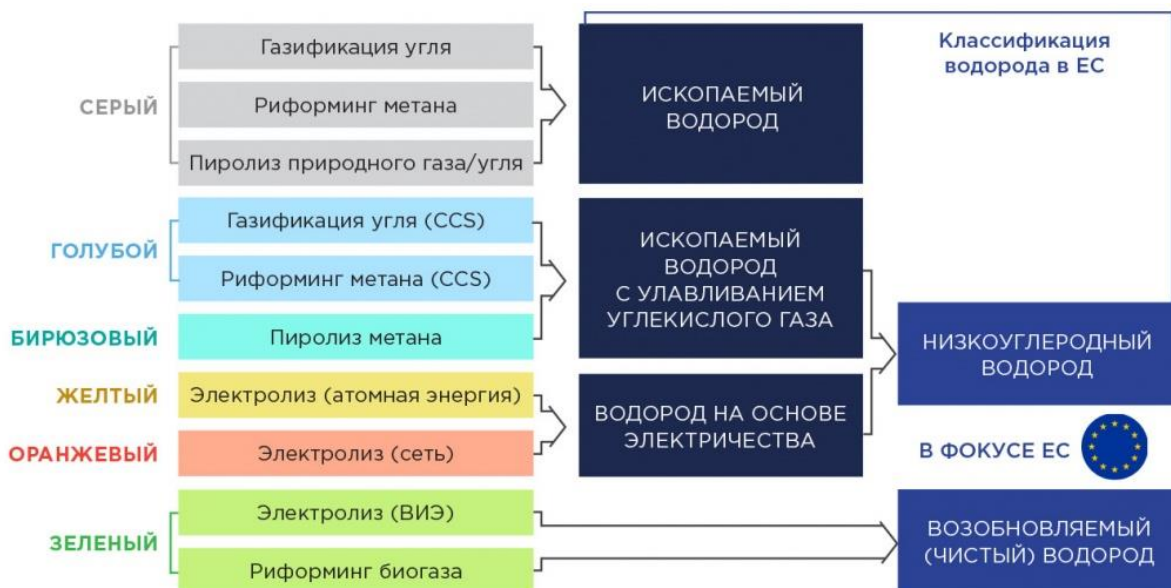 Классификация
водорода в ЕС
СЕРЫЙ
Газификация угля
Риформинг метана
Пиролиз природного газа/угля
ИСКОПАЕМЫЙ
ВОДОРОД
ГОЛУБОЙ
Газификация угля (CCS)
Риформинг метана (CCS)
БИРЮЗОВЫЙ
Пиролиз метана
ИСКОПАЕМЫЙ
ВОДОРОД
С УЛАВЛИВАНИЕМ
УГЛЕКИСЛОГО ГАЗА
НИЗКОУГЛЕРОДНЫЙ
ВОДОРОД
ЖЕЛТЫЙ
Электролиз (атомная энергия)
ОРАНЖЕВЫЙ
Электролиз (сеть)
ВОДОРОД НА ОСНОВЕ
ЭЛЕКТРИЧЕСТВА
В ФОКУСЕ ЕС
ЗЕЛЕНЫЙ
Электролиз (ВИЭ)
Риформинг биогаза
ВОЗОБНОВЛЯЕМЫЙ
(ЧИСТЫЙ) ВОДОРОД